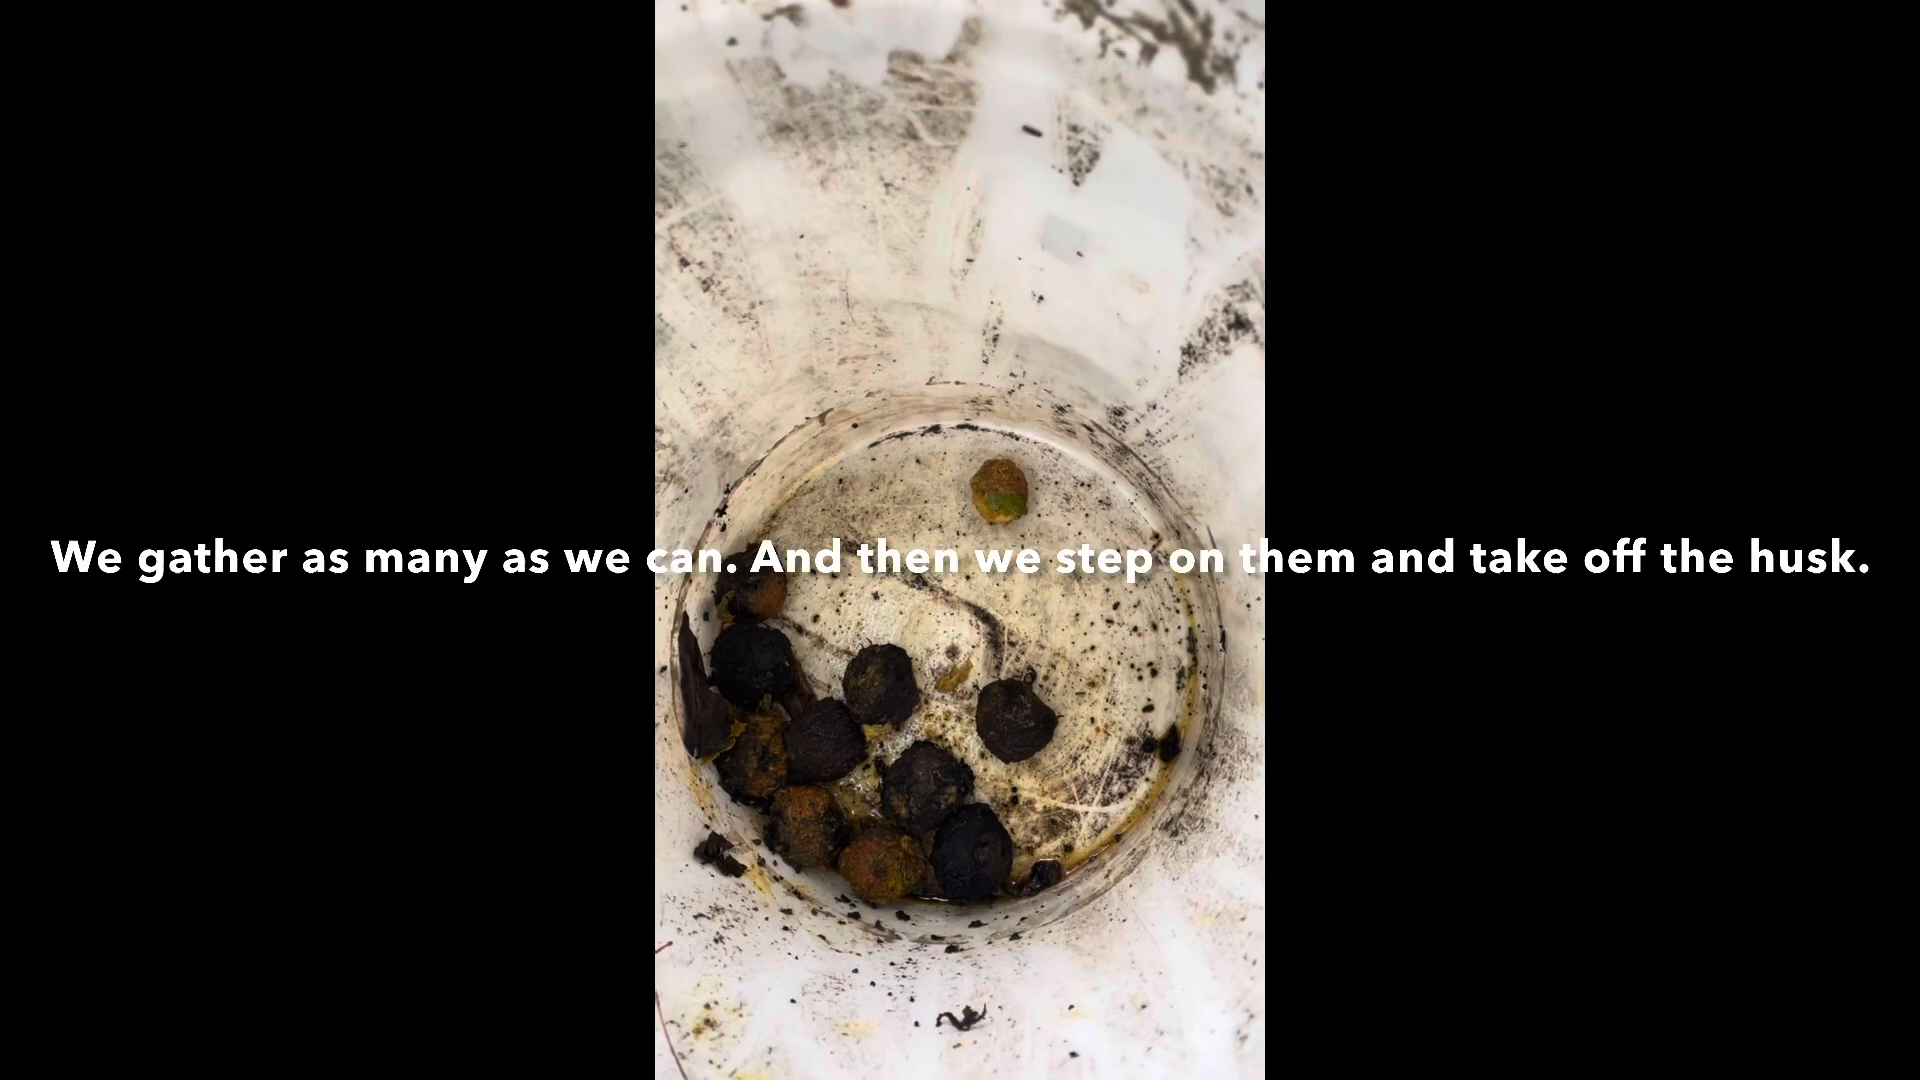 We gather as many as we can. And then we step on them and take off the husk.